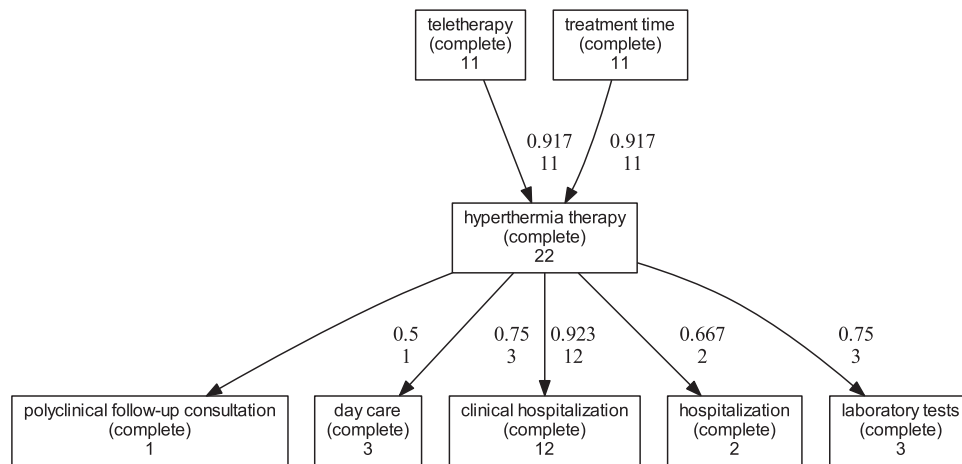 teletherapy
(complete)
11
treatment time
(complete)
11
0.917
11
0.917
11
hyperthermia therapy
(complete)
22
0.5
1
0.75
3
0.923
12
0.667
2
0.75
3
polyclinical follow-up consultation
(complete)
1
day care
(complete)
3
clinical hospitalization
(complete)
12
hospitalization
(complete)
2
laboratory tests
(complete)
3